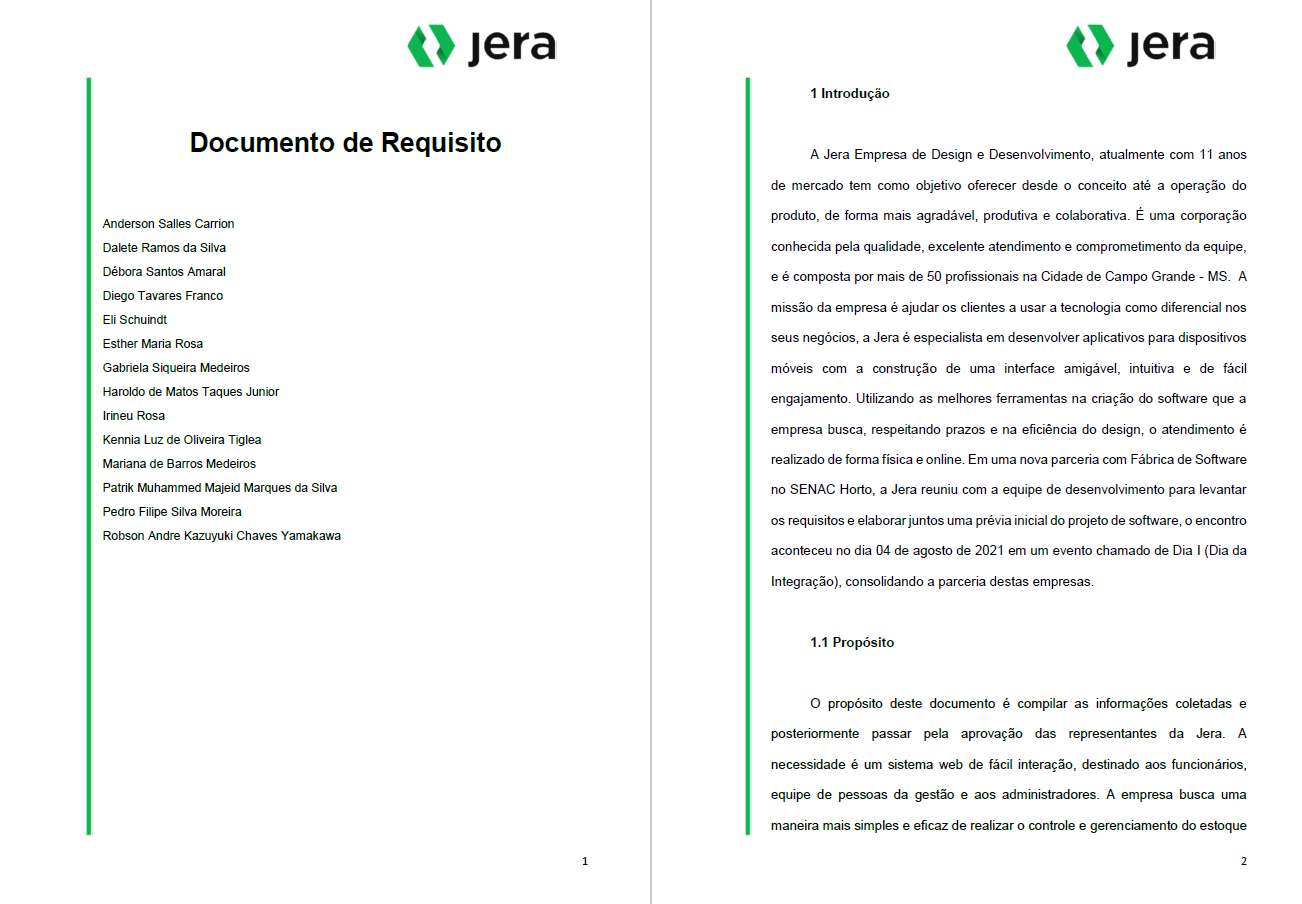 jera
Documento de Requisito
Anderson Salles Carrion
Dalete Ramos da Silva
Débora Santos Amaral
Diego Tavares Franco
Eli Schuindt
Esther Maria Rosa
Gabriela Siqueira Medeiros
Haroldo de Matos Taques Junior
Irineu Rosa
Kennia Luz de Oliveira Tiglea
Mariana de Barros Medeiros
Patrik Muhammed Majeid Marques da Silva
Pedro Filipe Silva Moreira
Robson Andre Kazuyuki Chaves Yamakawa
1
jera
1 Introdução
A Jera Empresa de Design e Desenvolvimento, atualmente com 11 anos
de mercado tem como objetivo oferecer desde o conceito até a operação do
produto, de forma mais agradável, produtiva e colaborativa. É uma corporação
conhecida pela qualidade, excelente atendimento e comprometimento da equipe,
e é composta por mais de 50 profissionais na Cidade de Campo Grande - MS. A
missão da empresa é ajudar os clientes a usar a tecnologia como diferencial nos
seus negócios, a Jera é especialista em desenvolver aplicativos para dispositivos
móveis com a construção de uma interface amigável, intuitiva e de fácil
engajamento. Utilizando as melhores ferramentas na criação do software que a
empresa busca, respeitando prazos e na eficiência do design, o atendimento é
realizado de forma física e online. Em uma nova parceria com Fábrica de Software
no SENAC Horto, a Jera reuniu com a equipe de desenvolvimento para levantar
os requisitos e elaborar juntos uma prévia inicial do projeto de software, o encontro
aconteceu no dia 04 de agosto de 2021 em um evento chamado de Dia I (Dia da
Integração), consolidando a parceria destas empresas.
1.1 Propósito
O propósito deste documento é compilar as informações coletadas e
posteriormente passar pela aprovação das representantes da Jera. A
necessidade é um sistema web de fácil interação, destinado aos funcionários,
equipe de pessoas da gestão e aos administradores. A empresa busca uma
maneira mais simples e eficaz de realizar o controle e gerenciamento do estoque
2